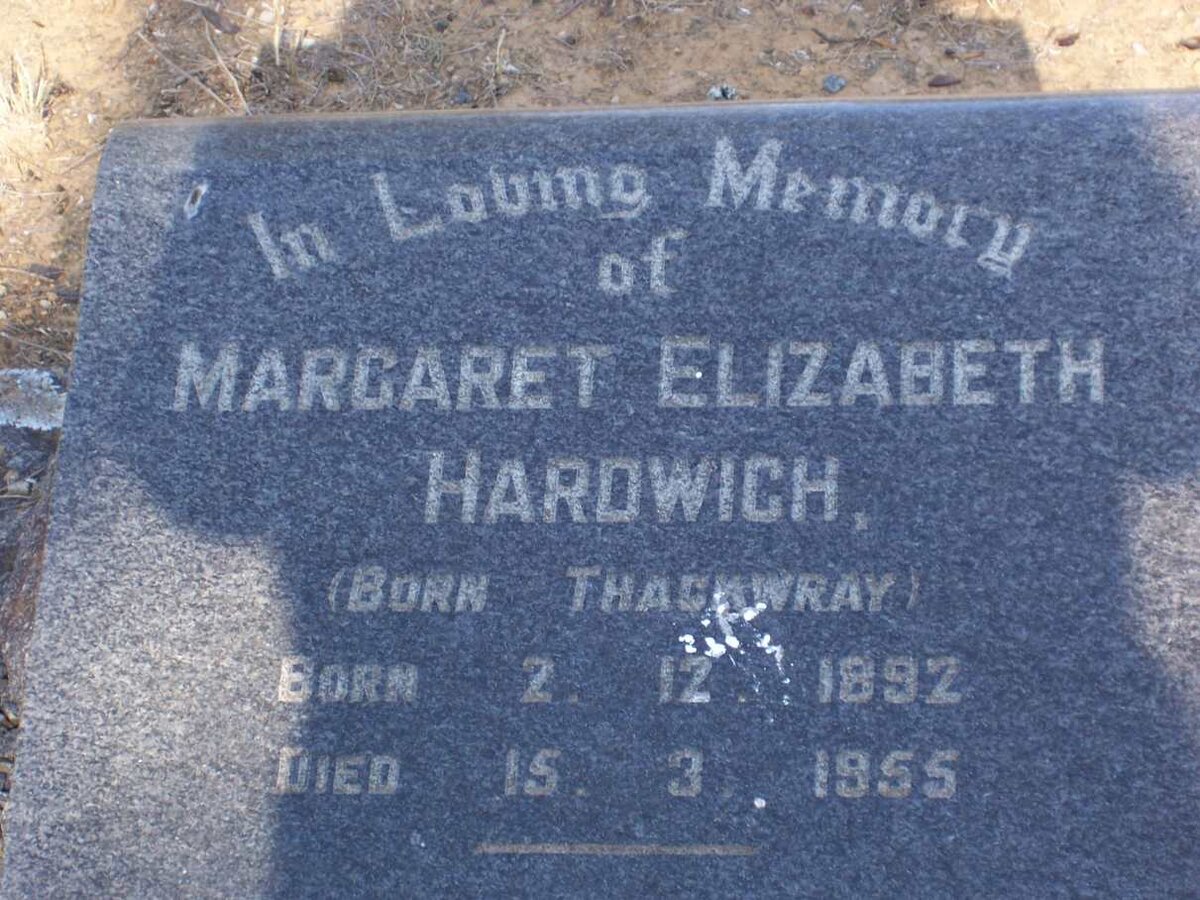 In Loving Memory
of
MARGARET ELIZABETH
HARDWICH,
(BORN THACKWRAY)
BORN 2. 12. 1892
DIED 15. 3. 1955